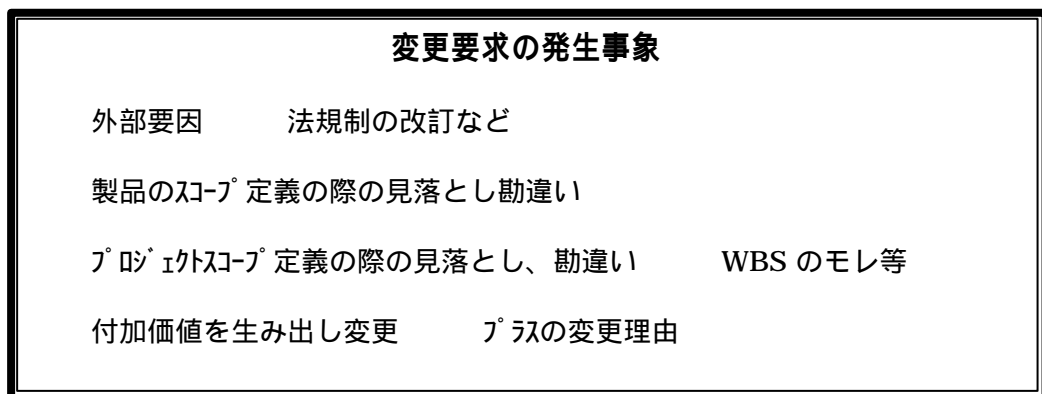 変更要求の発生事象
外部要因　　法規制の改訂など
製品のｽｺｰﾌﾟ定義の際の見落とし勘違い
ﾌﾟﾛｼﾞｪｸﾄｽｺｰﾌﾟ定義の際の見落とし、勘違い　　WBS のモレ等
付加価値を生み出し変更　　ﾌﾟﾗｽの変更理由